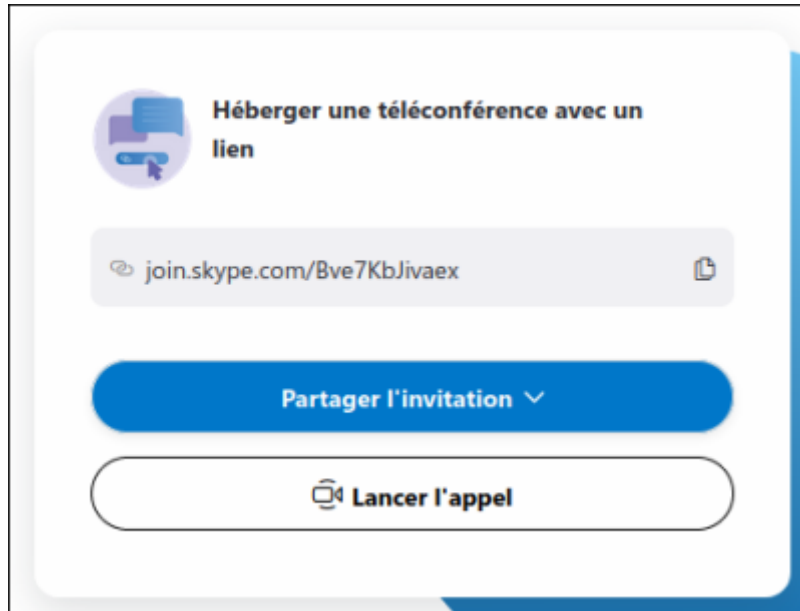 Héberger une téléconférence avec un
lien
join.skype.com/Bve7KbJivaex
Partager l'invitation
Lancer l'appel